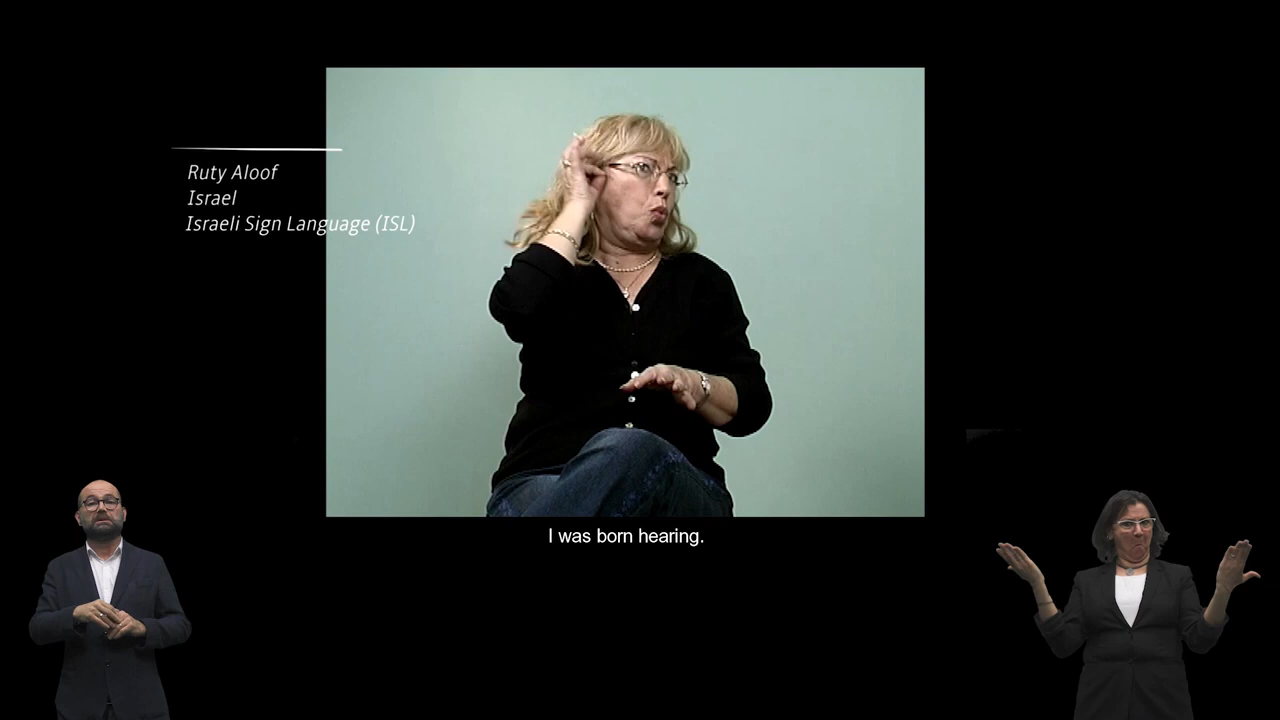 Ruty Aloof
Israel
Israeli Sign Language (ISL)
I was born hearing.